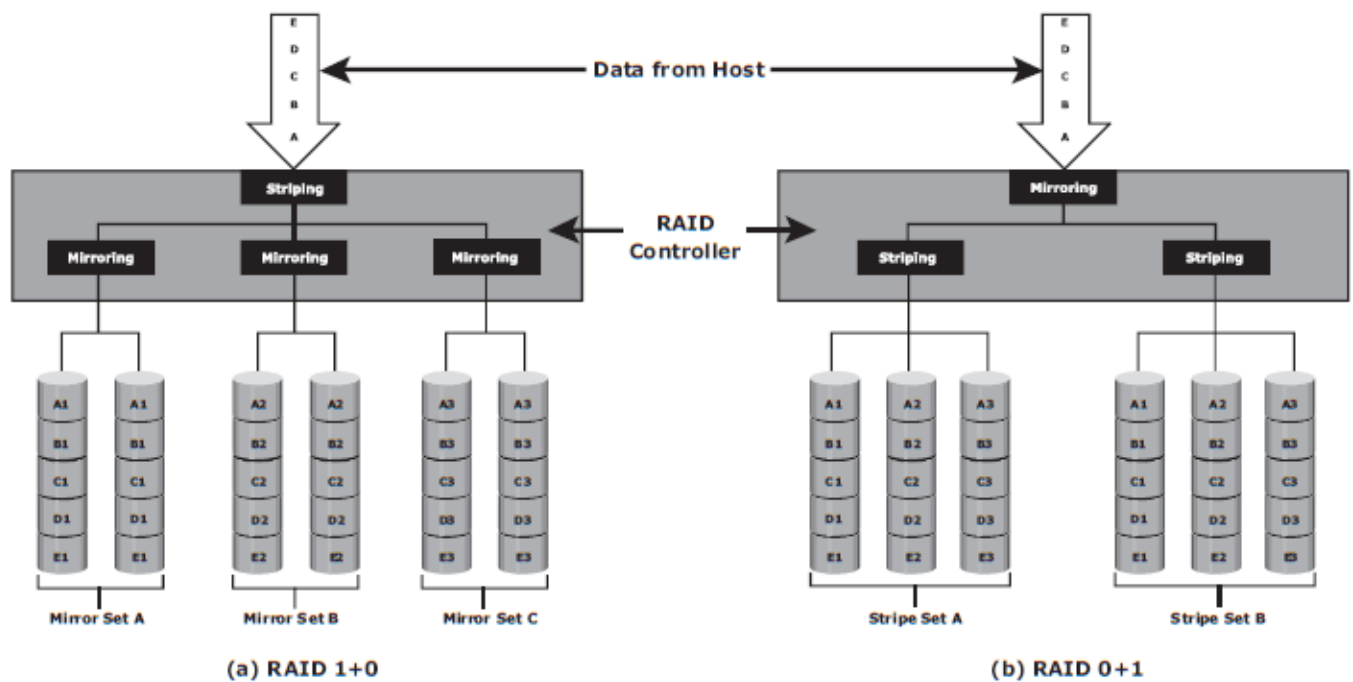 E
D
C
B
A
Data from Host
E
D
C
B
A
Striping
Mirroring
Mirroring
Mirroring
RAID
Controller
Mirroring
Striping
Striping
A1 A1 A2 A2 A3 A3
B1 B1 B2 B2 B3 B3
C1 C1 C2 C2 C3 C3
D1 D1 D2 D2 D3 D3
E1 E1 E2 E2 E3 E3
Mirror Set A
Mirror Set B
Mirror Set C
(a) RAID 1+0
A1 A2 A3 A1 A2 A3
B1 B2 B3 B1 B2 B3
C1 C2 C3 C1 C2 C3
D1 D2 D3 D1 D2 D3
E1 E2 E3 E1 E2 E3
Stripe Set A
Stripe Set B
(b) RAID 0+1